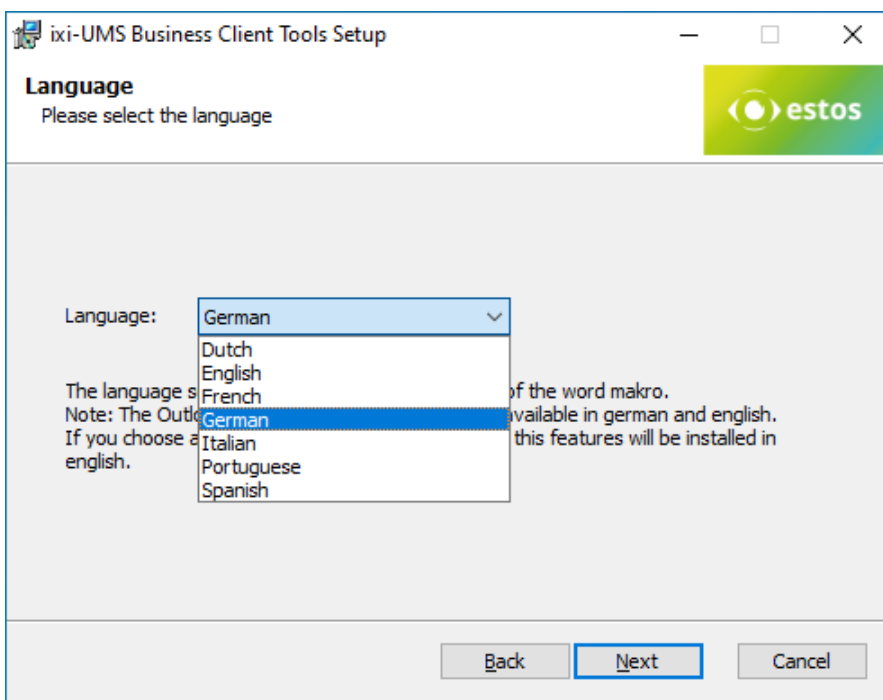 ixi-UMS Business Client Tools Setup
Language
Please select the language
estos
Language:
German
Dutch
English
French
German
Italian
Portuguese
Spanish
The language s
of the word makro.
Note: The Outlo
available in german and english.
If you choose a
this features will be installed in
english.
Back
Next
Cancel